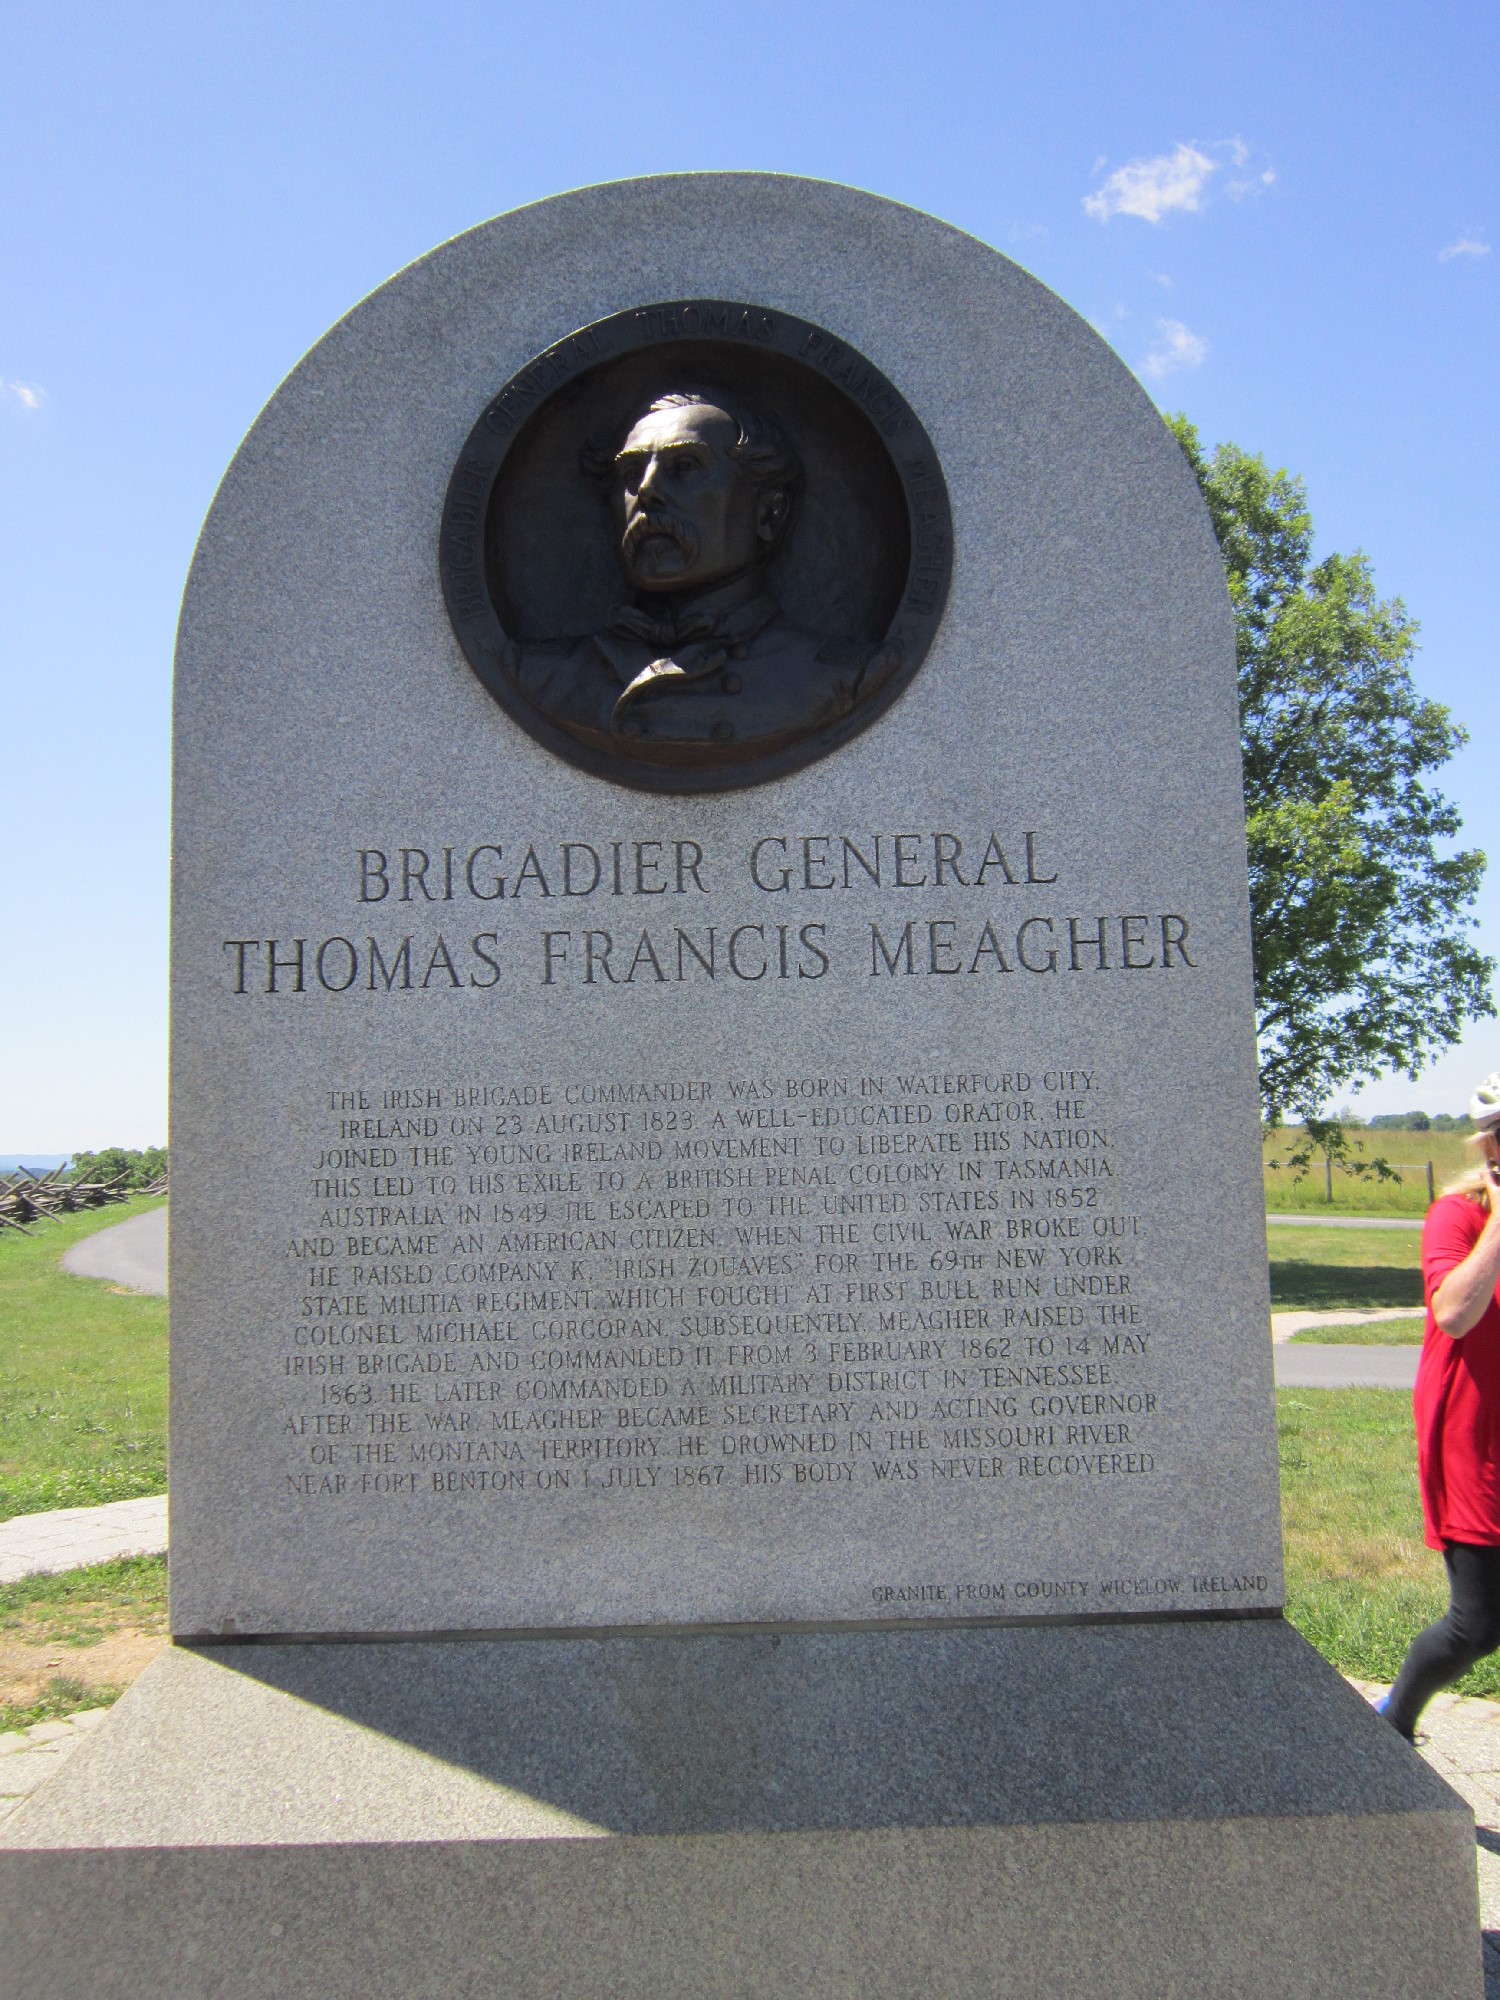 BRIGADIER GENERAL THOMAS FRANCIS MEAGHER
BRIGADIER GENERAL
THOMAS FRANCIS MEAGHER
THE IRISH BRIGADE COMMANDER WAS BORN IN WATERFORD CITY,
IRELAND ON 23 AUGUST 1823. A WELL-EDUCATED ORATOR, HE
JOINED THE YOUNG IRELAND MOVEMENT TO LIBERATE HIS NATION.
THIS LED TO HIS EXILE TO A BRITISH PENAL COLONY IN TASMANIA,
AUSTRALIA IN 1849. HE ESCAPED TO THE UNITED STATES IN 1852
AND BECAME AN AMERICAN CITIZEN. WHEN THE CIVIL WAR BROKE OUT
HE RAISED COMPANY K, "IRISH ZOUAVES" FOR THE 69TH NEW YORK
STATE MILITIA REGIMENT, WHICH FOUGHT AT FIRST BULL RUN UNDER
COLONEL MICHAEL CORCORAN. SUBSEQUENTLY, MEAGHER RAISED THE
IRISH BRIGADE AND COMMANDED IT FROM 3 FEBRUARY 1862 TO 14 MAY
1863. HE LATER COMMANDED A MILITARY DISTRICT IN TENNESSEE.
AFTER THE WAR, MEAGHER BECAME SECRETARY AND ACTING GOVERNOR
OF THE MONTANA TERRITORY. HE DROWNED IN THE MISSOURI RIVER
NEAR FORT BENTON ON 1 JULY 1867. HIS BODY WAS NEVER RECOVERED
GRANITE FROM COUNTY WICKLOW, IRELAND